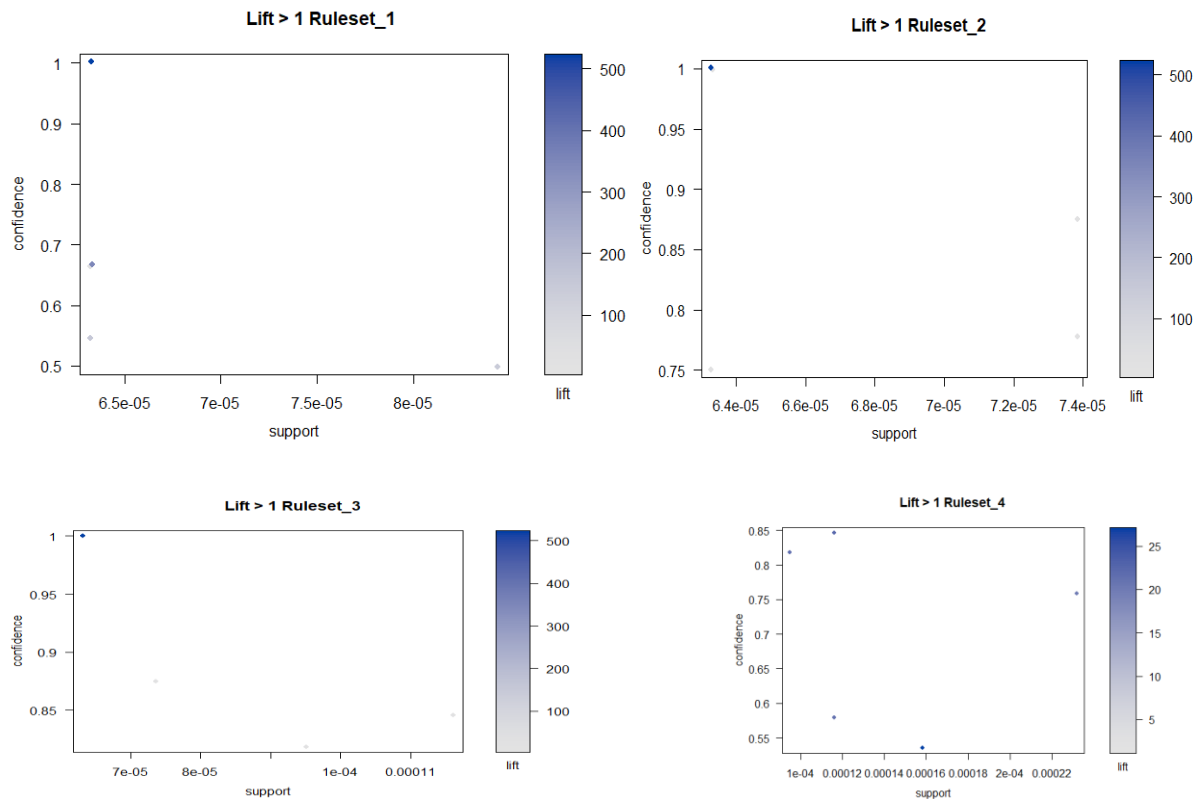 Lift > 1 Ruleset_1
1
0.9
0.8
0.7
0.6
0.5
confidence
6.5e-05 7e-05 7.5e-05 8e-05
support
500
400
300
200
100
lift
Lift > 1 Ruleset_2
1
0.95
0.9
0.85
0.8
0.75
confidence
6.4e-05 6.6e-05 6.8e-05 7e-05 7.2e-05 7.4e-05
support
500
400
300
200
100
lift
Lift > 1 Ruleset_3
1
0.95
0.9
0.85
confidence
7e-05 8e-05 1e-04 0.00011
support
500
400
300
200
100
lift
Lift > 1 Ruleset_4
0.85
0.8
0.75
0.7
0.65
0.6
0.55
confidence
1e-04 0.00012 0.00014 0.00016 0.00018 2e-04 0.00022
support
25
20
15
10
5
lift